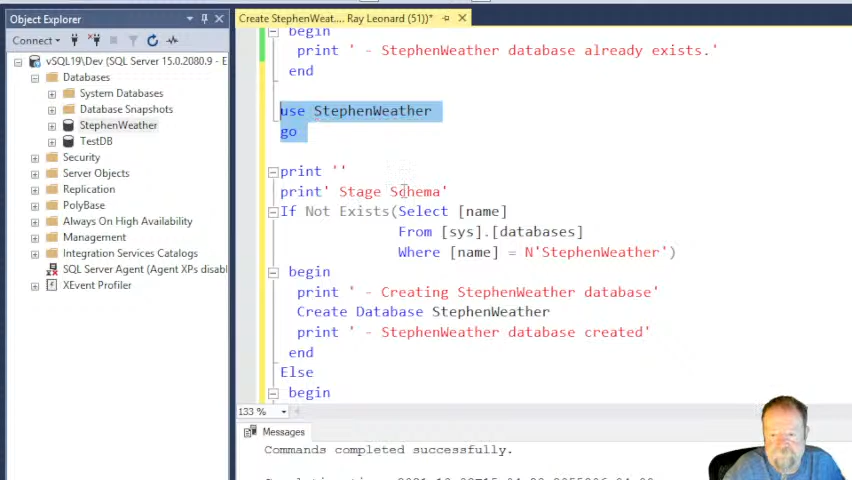 Object Explorer
Create StephenWeat.... Ray Leonard (51))*
Connect
vSQL19\Dev (SQL Server 15.0.2080.9 - E
Databases
System Databases
Database Snapshots
StephenWeather
TestDB
Security
Server Objects
Replication
PolyBase
Always On High Availability
Management
Integration Services Catalogs
SQL Server Agent (Agent XPs disabl
XEvent Profiler
begin
print ' - StephenWeather database already exists.'
end
use StephenWeather
go
print ''
print' Stage Schema'
If Not Exists(Select [name]
From [sys].[databases]
Where [name] = N'StephenWeather')
begin
print ' - Creating StephenWeather database'
Create Database StephenWeather
print ' - StephenWeather database created'
end
Else
begin
133 %
Messages
Commands completed successfully.